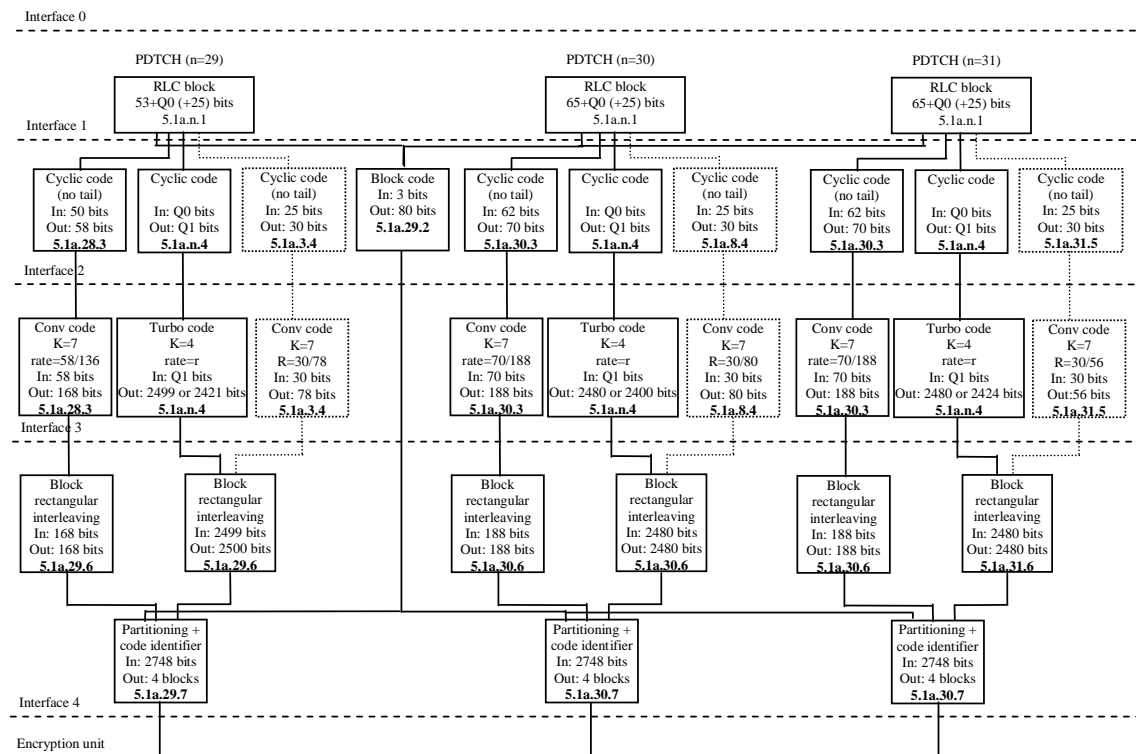 Interface 0
PDTCH (n=29)
PDTCH (n=30)
PDTCH (n=31)
RLC block
53+Q0 (+25) bits
5.1a.n.1
RLC block
65+Q0 (+25) bits
5.1a.n.1
RLC block
65+Q0 (+25) bits
5.1a.n.1
Interface 1
Cyclic code
(no tail)
In: 50 bits
Out: 58 bits
5.1a.28.3
Cyclic code
In: Q0 bits
Out: Q1 bits
5.1a.n.4
Cyclic code
(no tail)
In: 25 bits
Out: 30 bits
5.1a.3.4
Block code
In: 3 bits
Out: 80 bits
5.1a.29.2
Cyclic code
(no tail)
In: 62 bits
Out: 70 bits
5.1a.30.3
Cyclic code
In: Q0 bits
Out: Q1 bits
5.1a.n.4
Cyclic code
(no tail)
In: 25 bits
Out: 30 bits
5.1a.8.4
Cyclic code
(no tail)
In: 62 bits
Out: 70 bits
5.1a.30.3
Cyclic code
In: Q0 bits
Out: Q1 bits
5.1a.n.4
Cyclic code
(no tail)
In: 25 bits
Out: 30 bits
5.1a.31.5
Interface 2
Conv code
K=7
rate=58/136
In: 58 bits
Out: 168 bits
5.1a.28.3
Turbo code
K=4
rate=r
In: Q1 bits
Out: 2499 or 2421 bits
5.1a.n.4
Conv code
K=7
R=30/78
In: 30 bits
Out: 78 bits
5.1a.3.4
Conv code
K=7
rate=70/188
In: 70 bits
Out: 188 bits
5.1a.30.3
Turbo code
K=4
rate=r
In: Q1 bits
Out: 2480 or 2400 bits
5.1a.n.4
Conv code
K=7
R=30/80
In: 30 bits
Out: 80 bits
5.1a.8.4
Conv code
K=7
rate=70/188
In: 70 bits
Out: 188 bits
5.1a.30.3
Turbo code
K=4
rate=r
In: Q1 bits
Out: 2480 or 2424 bits
5.1a.n.4
Conv code
K=7
R=30/56
In: 30 bits
Out:56 bits
5.1a.31.5
Interface 3
Block
rectangular
interleaving
In: 168 bits
Out: 168 bits
5.1a.29.6
Block
rectangular
interleaving
In: 2499 bits
Out: 2500 bits
5.1a.29.6
Block
rectangular
interleaving
In: 188 bits
Out: 188 bits
5.1a.30.6
Block
rectangular
interleaving
In: 2480 bits
Out: 2480 bits
5.1a.30.6
Block
rectangular
interleaving
In: 188 bits
Out: 188 bits
5.1a.30.6
Block
rectangular
interleaving
In: 2480 bits
Out: 2480 bits
5.1a.31.6
Partitioning +
code identifier
In: 2748 bits
Out: 4 blocks
5.1a.29.7
Partitioning +
code identifier
In: 2748 bits
Out: 4 blocks
5.1a.30.7
Partitioning +
code identifier
In: 2748 bits
Out: 4 blocks
5.1a.30.7
Interface 4
Encryption unit